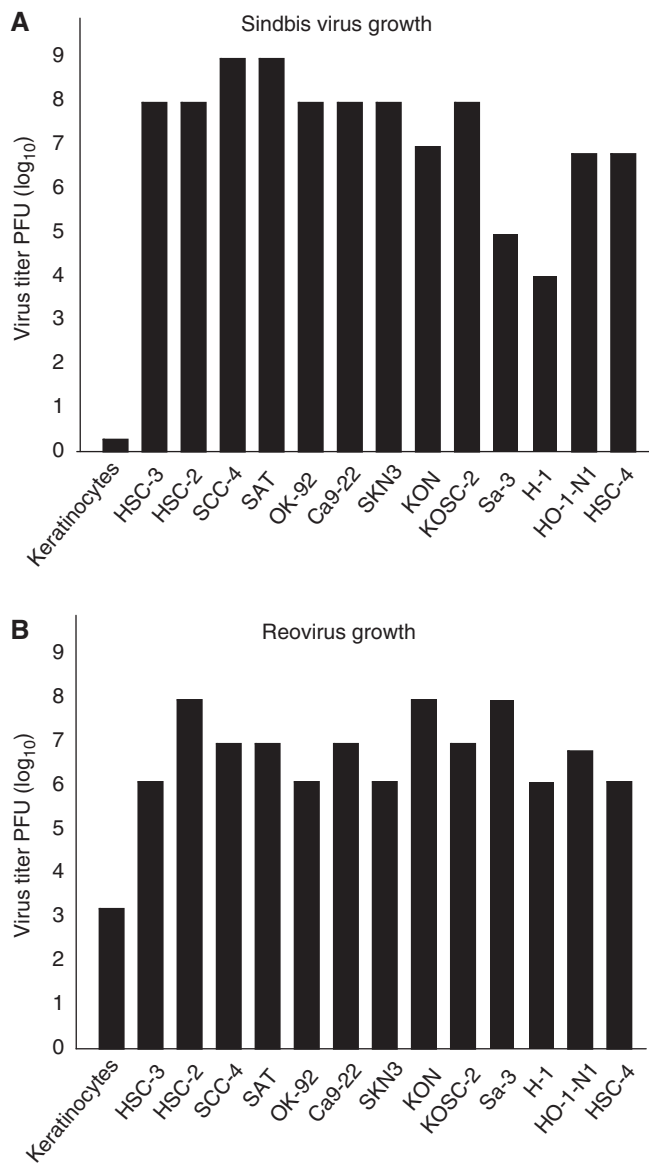 A
Sindbis virus growth
Virus titer PFU (log10)
9
8
7
6
5
4
3
2
1
0
Keratinocytes
HSC-3
HSC-2
SCC-4
SAT
OK-92
Ca9-22
SKN3
KON
KOSC-2
Sa-3
H-1
HO-1-N1
HSC-4
B
Reovirus growth
Virus titer PFU (log10)
9
8
7
6
5
4
3
2
1
0
Keratinocytes
HSC-3
HSC-2
SCC-4
SAT
OK-92
Ca9-22
SKN3
KON
KOSC-2
Sa-3
H-1
HO-1-N1
HSC-4